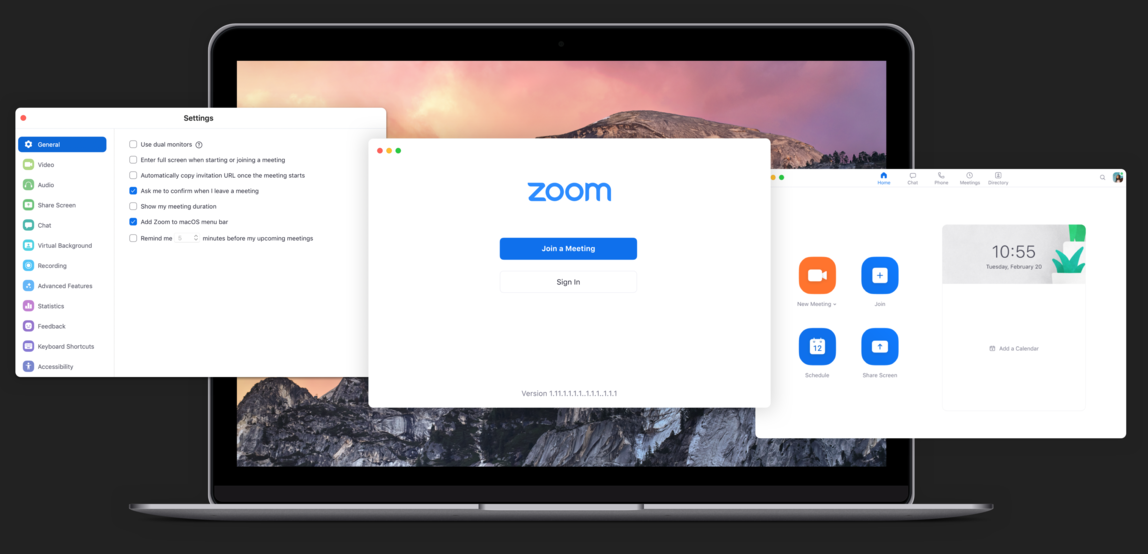 Settings
General
Video
Audio
Share Screen
Chat
Virtual Background
Recording
Advanced Features
Statistics
Feedback
Keyboard Shortcuts
Accessibility
Use dual monitors ?
Enter full screen when starting or joining a meeting
Automatically copy invitation URL once the meeting starts
Ask me to confirm when I leave a meeting
Show my meeting duration
Add Zoom to macOS menu bar
Remind me 5 minutes before my upcoming meetings
zoom
Join a Meeting
Sign In
Version 1.11.1.1.1.1..1.1.1..1.1.1
Home
Chat
Phone
Meetings
Directory
New Meeting
Join
12
Schedule
Share Screen
10:55
Tuesday, February 20
Add a Calendar